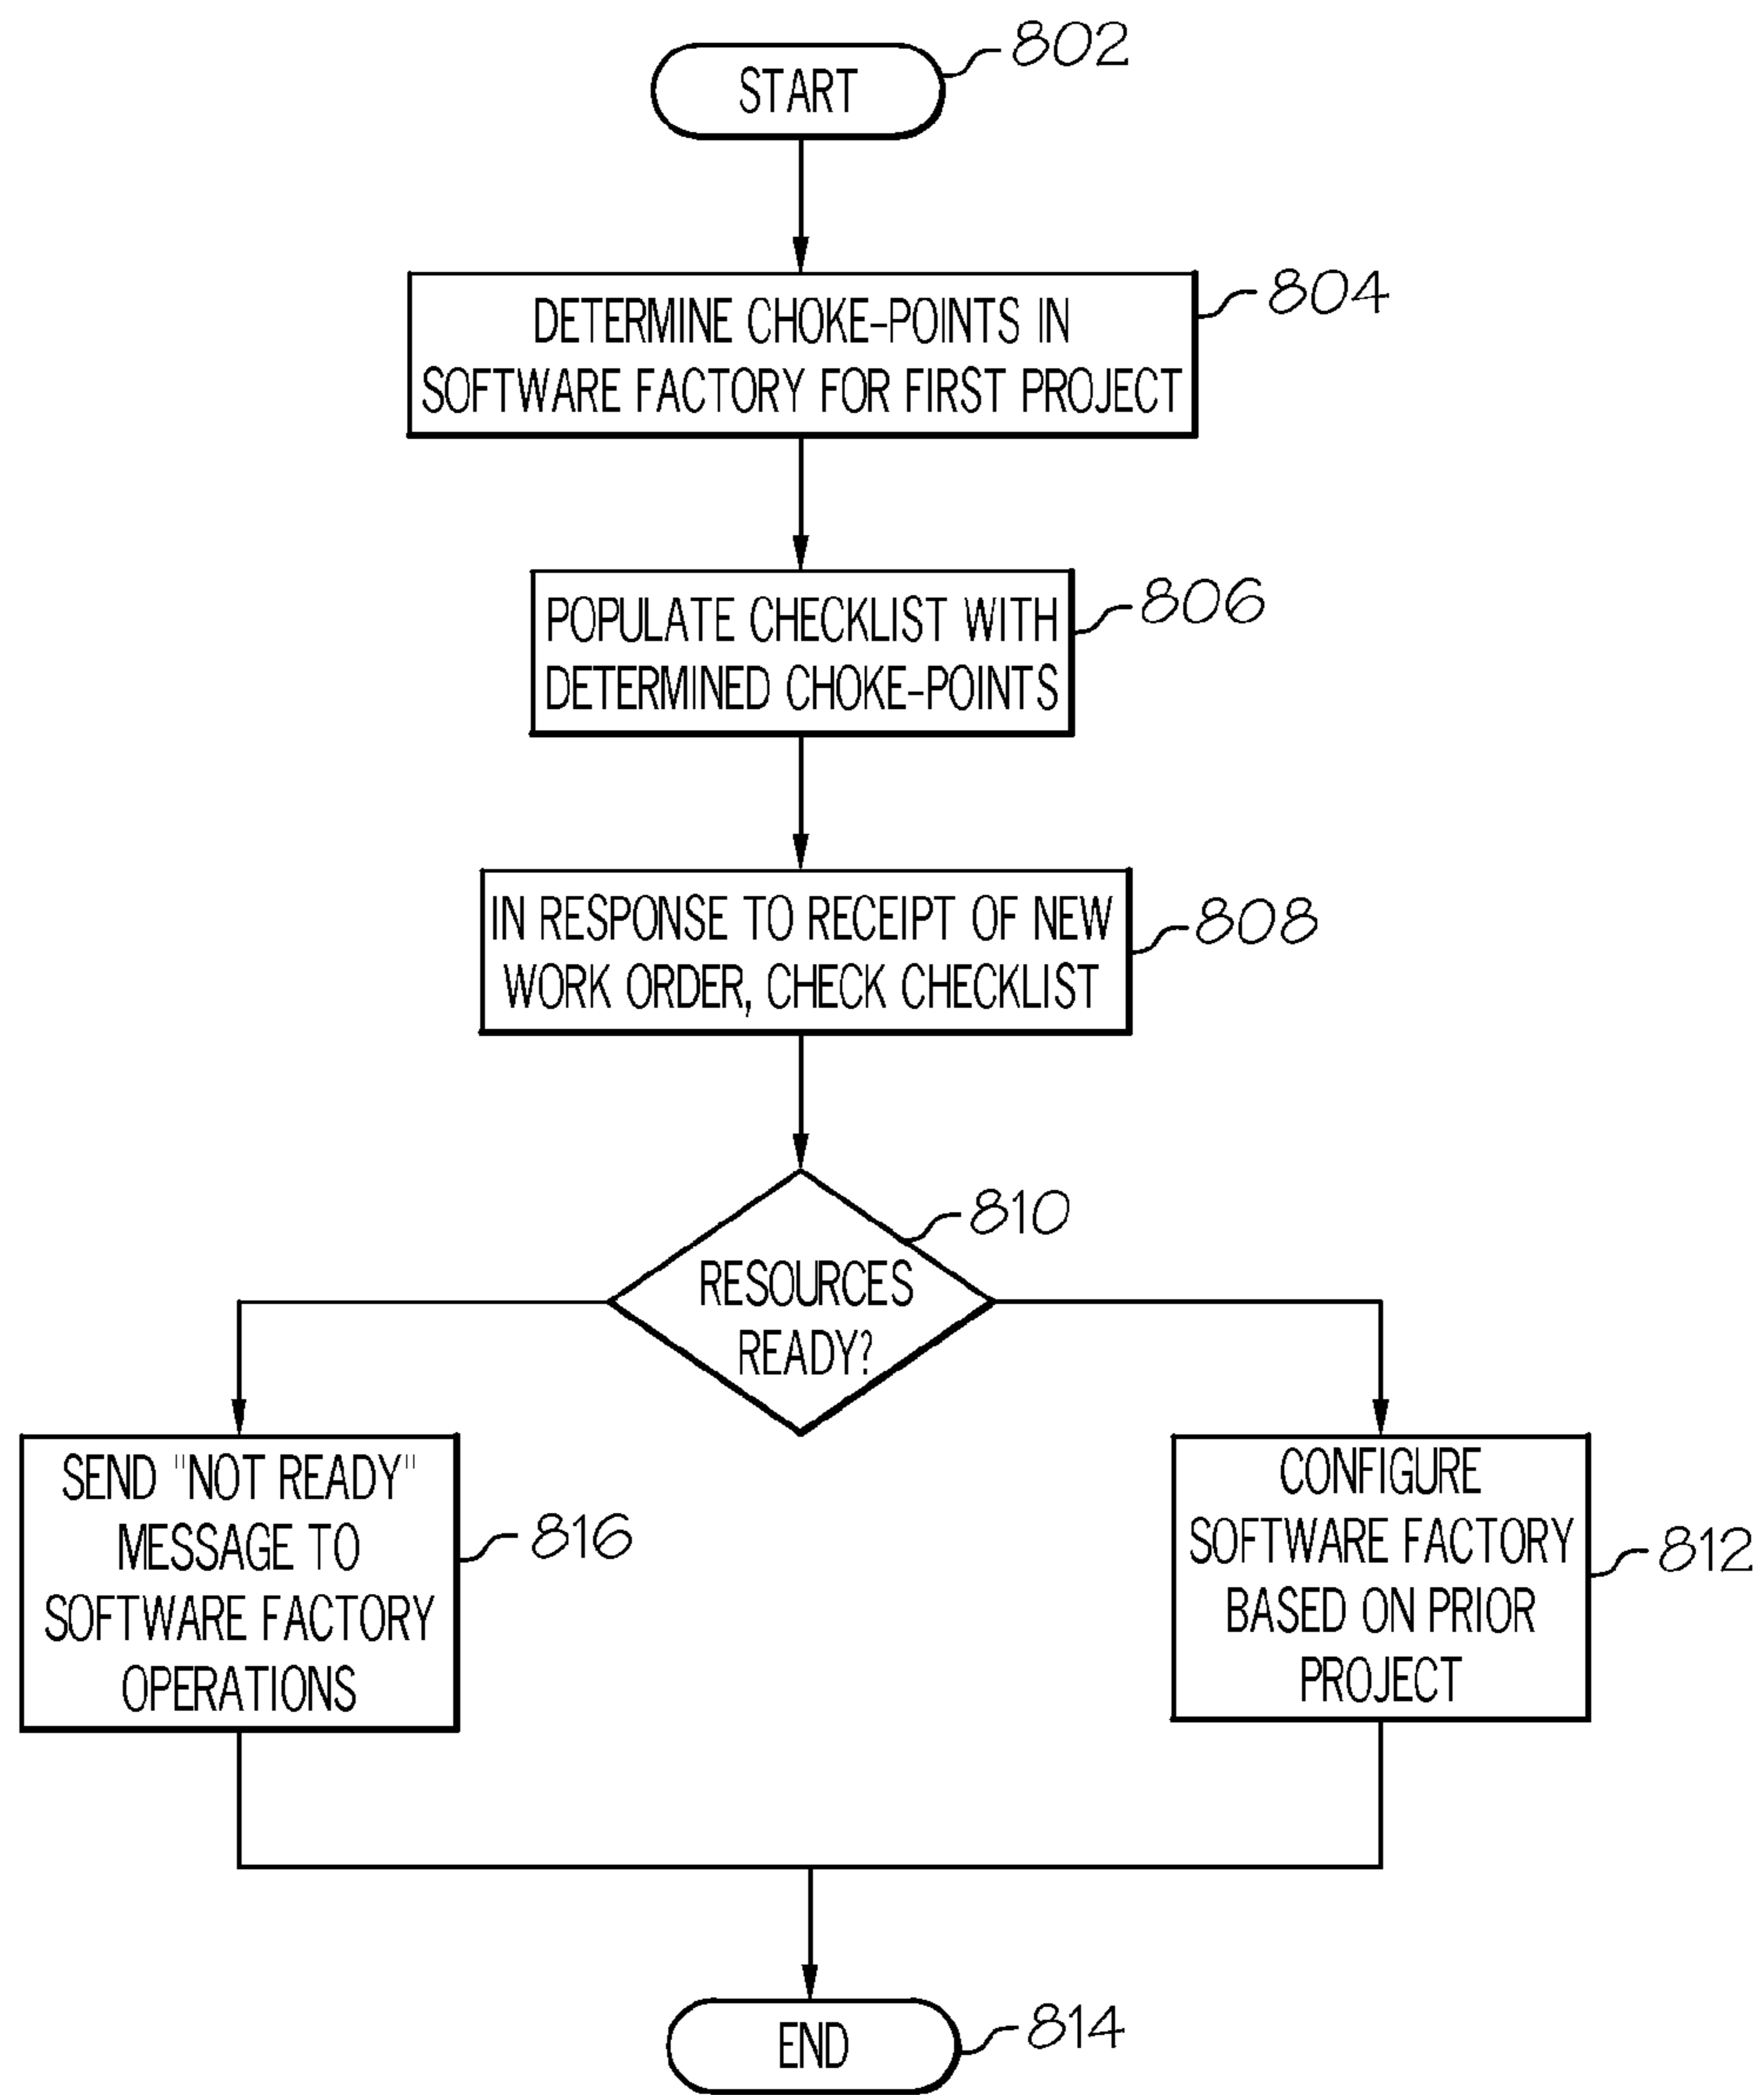 START
802
DETERMINE CHOKE-POINTS IN
SOFTWARE FACTORY FOR FIRST PROJECT
804
POPULATE CHECKLIST WITH
DETERMINED CHOKE-POINTS
806
IN RESPONSE TO RECEIPT OF NEW
WORK ORDER, CHECK CHECKLIST
808
RESOURCES
READY?
810
SEND "NOT READY"
MESSAGE TO
SOFTWARE FACTORY
OPERATIONS
816
CONFIGURE
SOFTWARE FACTORY
BASED ON PRIOR
PROJECT
812
END
814